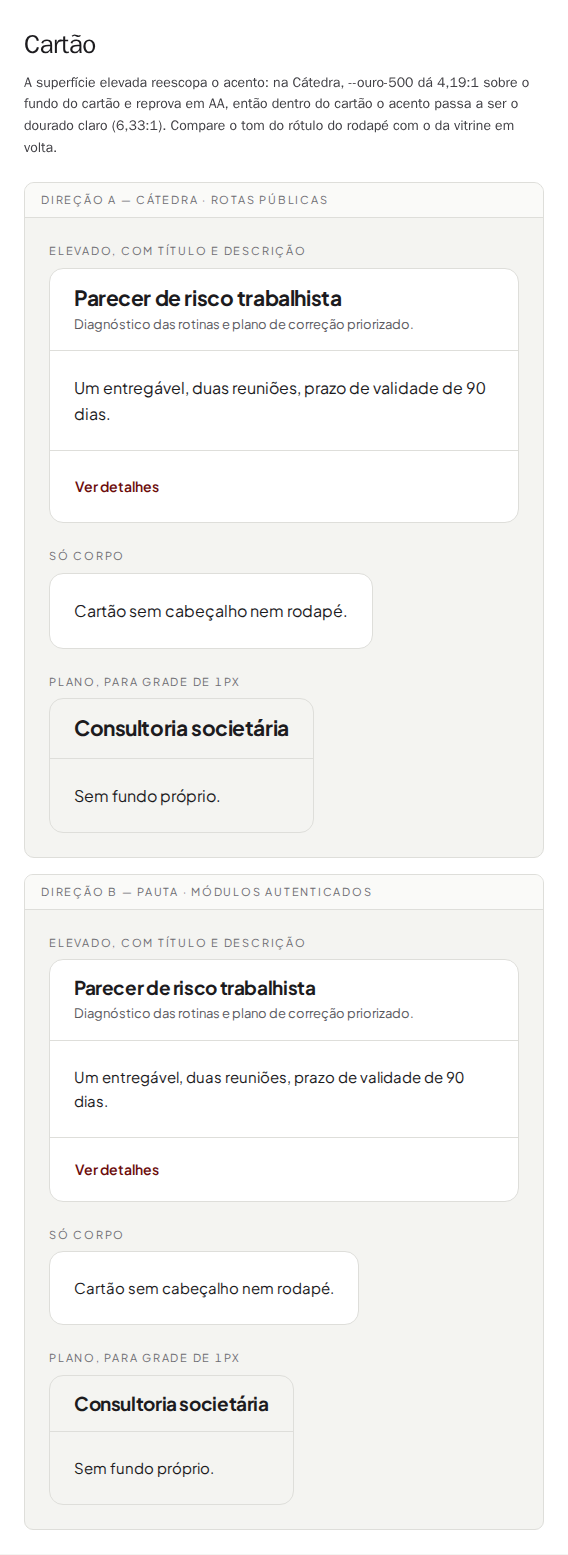 Cartão
A superfície elevada reescopa o acento: na Cátedra, --ouro-500 dá 4,19:1 sobre o
fundo do cartão e reprova em AA, então dentro do cartão o acento passa a ser o
dourado claro (6,33:1). Compare o tom do rótulo do rodapé com o da vitrine em
volta.
DIREÇÃO A — CÁTEDRA · ROTAS PÚBLICAS
ELEVADO, COM TÍTULO E DESCRIÇÃO
Parecer de risco trabalhista
Diagnóstico das rotinas e plano de correção priorizado.
Um entregável, duas reuniões, prazo de validade de 90
dias.
Ver detalhes
SÓ CORPO
Cartão sem cabeçalho nem rodapé.
PLANO, PARA GRADE DE 1PX
Consultoria societária
Sem fundo próprio.
DIREÇÃO B — PAUTA · MÓDULOS AUTENTICADOS
ELEVADO, COM TÍTULO E DESCRIÇÃO
Parecer de risco trabalhista
Diagnóstico das rotinas e plano de correção priorizado.
Um entregável, duas reuniões, prazo de validade de 90
dias.
Ver detalhes
SÓ CORPO
Cartão sem cabeçalho nem rodapé.
PLANO, PARA GRADE DE 1PX
Consultoria societária
Sem fundo próprio.